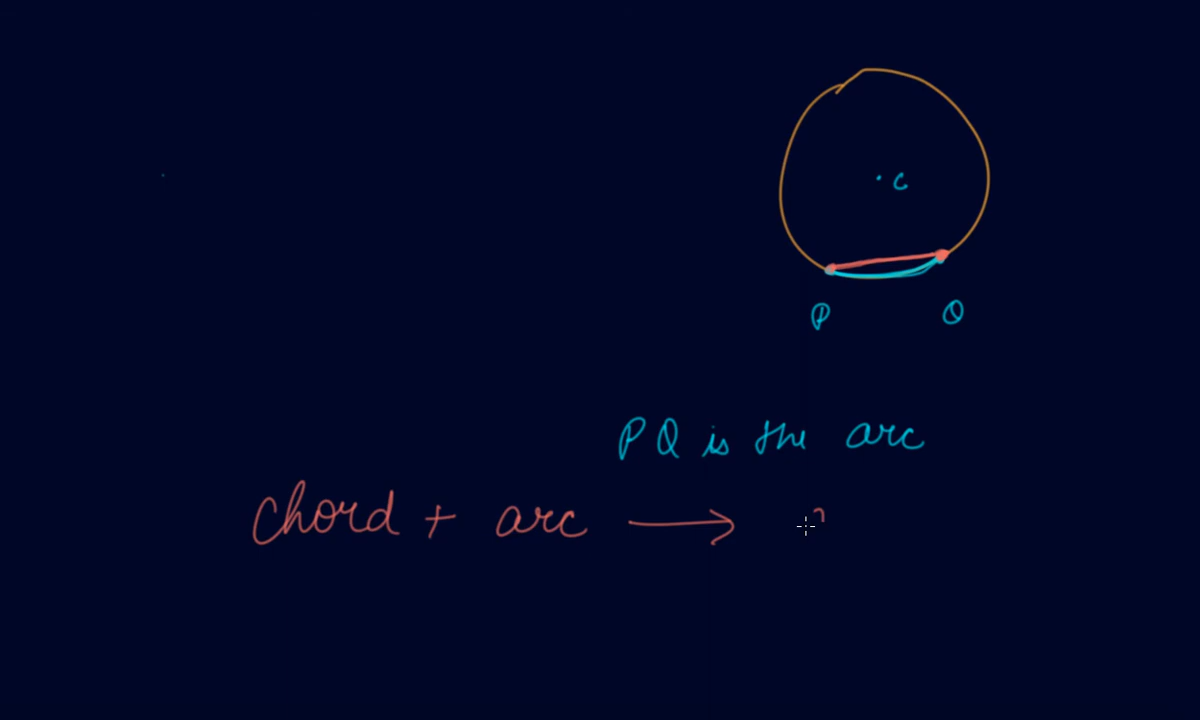 c
P Q
PQ is the arc
chord + arc →